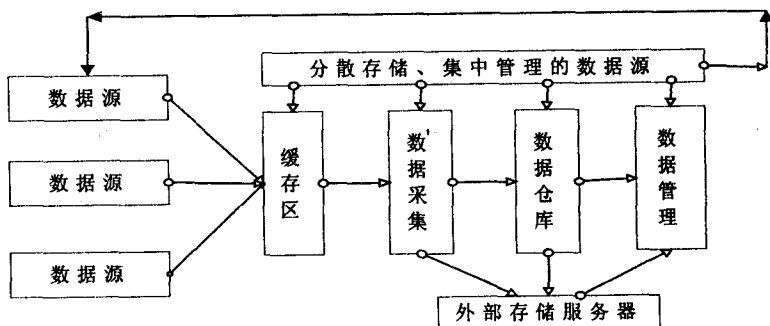 分散存储、集中管理的数据源
数据源
数据源
数据源
缓存区
数据采集
数据仓库
数据管理
外部存储服务器